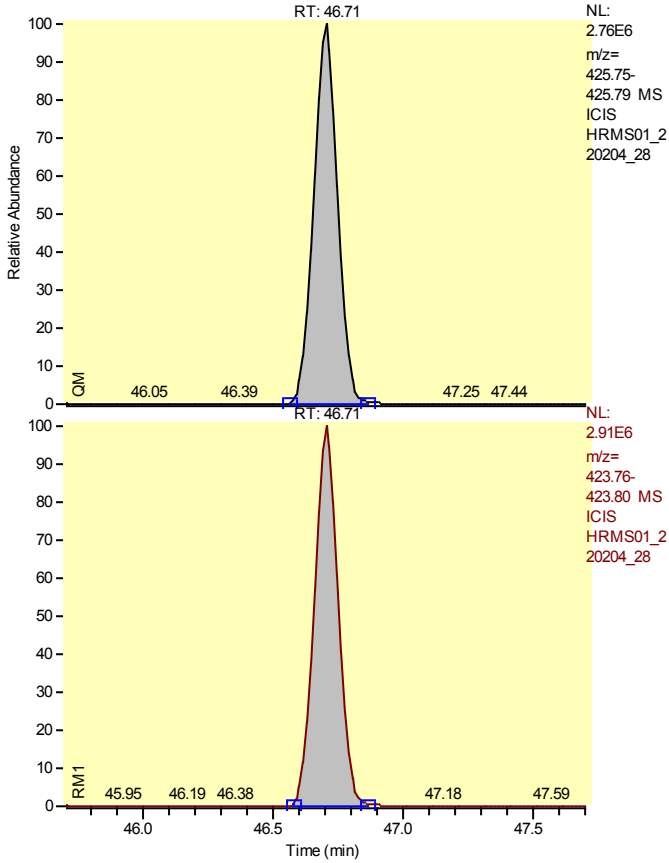 RT: 46.71
NL:
2.76E6
m/z=
425.75-
425.79 MS
ICIS
HRMS01_2
20204_28
100
90
80
70
60
50
40
30
20
10
0
Relative Abundance
QM
46.05 46.39 47.25 47.44
RT: 46.71
NL:
2.91E6
m/z=
423.76-
423.80 MS
ICIS
HRMS01_2
20204_28
100
90
80
70
60
50
40
30
20
10
0
RM1
45.95 46.19 46.38 47.18 47.59
46.0 46.5 47.0 47.5
Time (min)